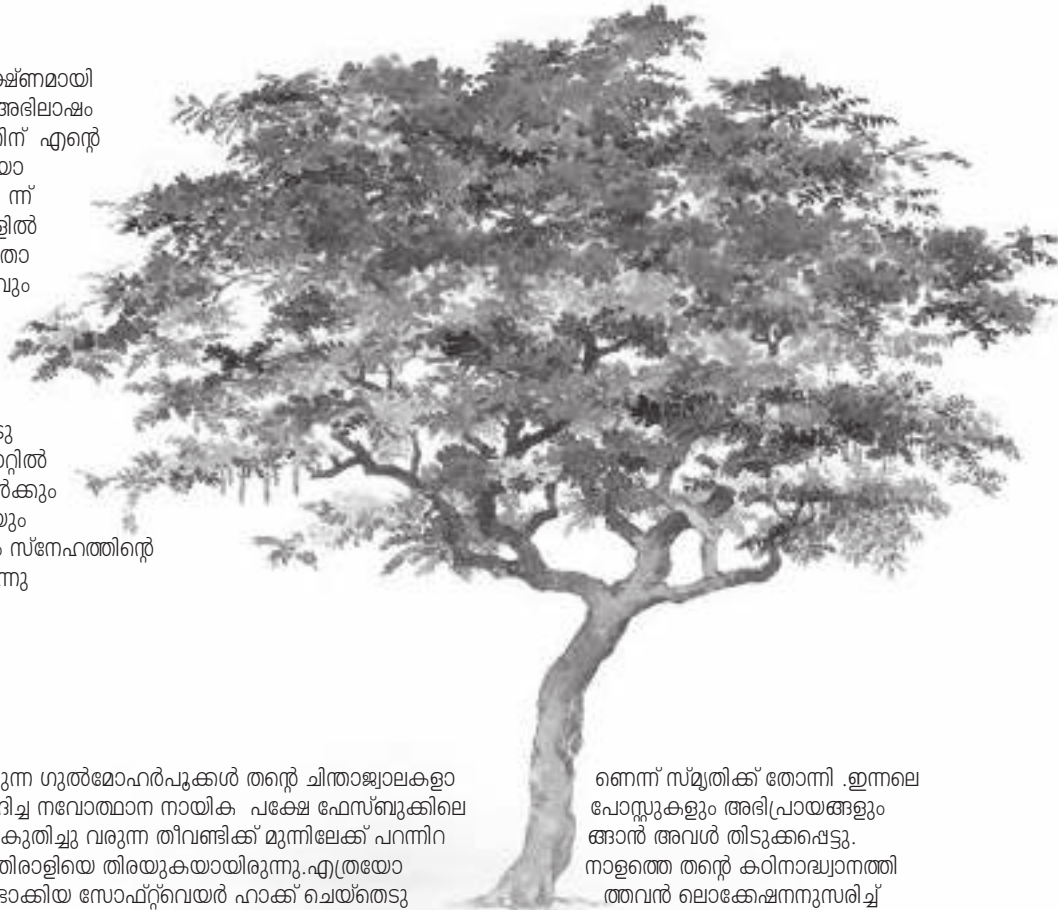 ക്ഷ്ണമായി
അഭിലാഷം
ന് എന്റെ
യാ
ന്ന്
ളിൽ
താ
വും
ടു
റ്റിൽ
ർക്കും
യും
സ്നേഹത്തിന്റെ
ന്നു
ുന്ന ഗുൽമോഹർപൂക്കൾ തന്റെ ചിന്താജ്വാലകളാ ണെന്ന് സ്മൃതിക്ക് തോന്നി .ഇന്നലെ
ദിച്ച നവോത്ഥാന നായിക പക്ഷേ ഫേസ്ബുക്കിലെ പോസ്റ്റുകളും അഭിപ്രായങ്ങളും
കുതിച്ചു വരുന്ന തീവണ്ടിക്ക് മുന്നിലേക്ക് പറന്നിറ ങ്ങാൻ അവൾ തിടുക്കപ്പെട്ടു.
തിരാളിയെ തിരയുകയായിരുന്നു.എത്രയോ നാളത്തെ തന്റെ കഠിനാദ്ധ്വാനത്തി
ടാക്കിയ സോഫ്റ്റ്‌വെയർ ഹാക്ക് ചെയ്തെടു ത്തവൻ ലൊക്കേഷനനുസരിച്ച്